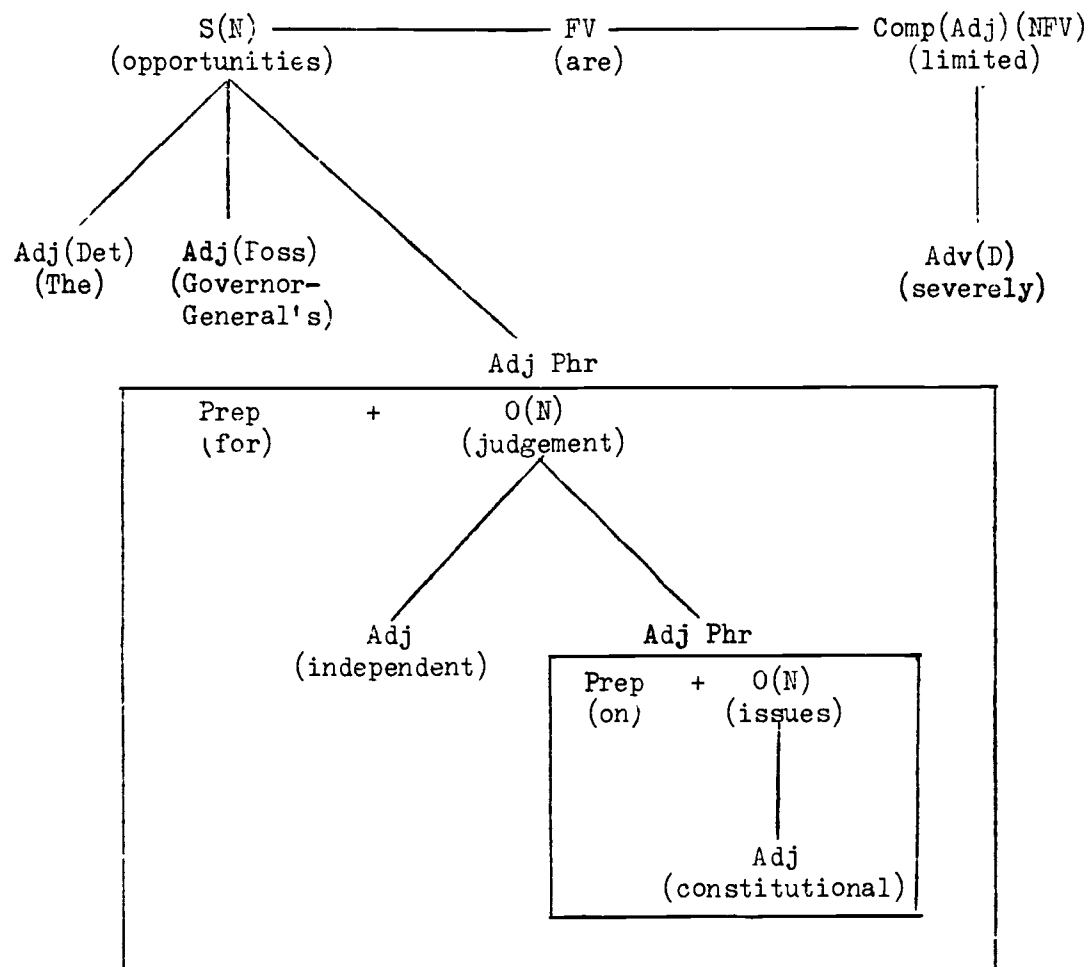 S(N) FV Comp(Adj)(NFV)
(opportunities) (are) (limited)
Adj(Det) Adj(Foss) Adv(D)
(The) (Governor-General's) (severely)
Adj Phr
Prep + O(N)
(for) (judgement)
Adj Adj Phr
(independent)
Prep + O(N)
(on) (issues)
Adj
(constitutional)